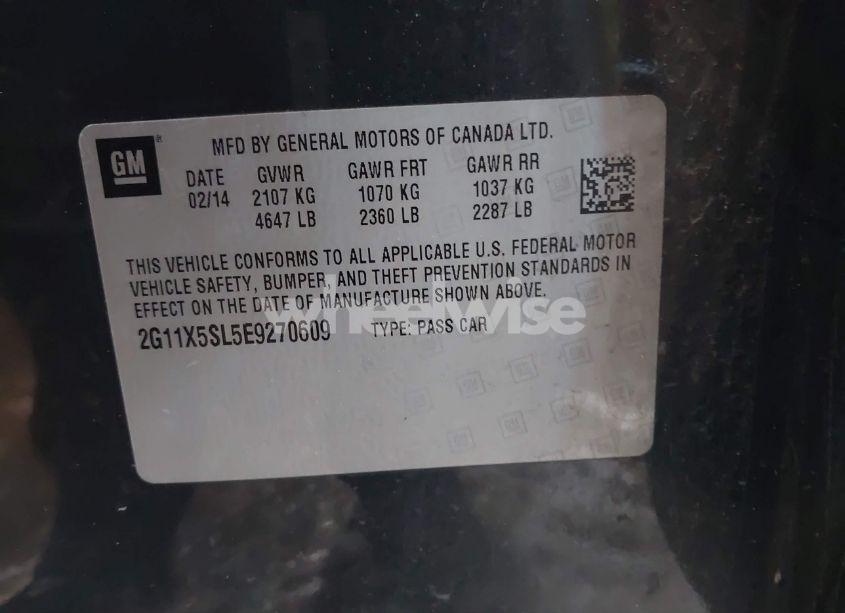 GM
MFD BY GENERAL MOTORS OF CANADA LTD.
DATE GVWR GAWR FRT GAWR RR
02/14 2107 KG 1070 KG 1037 KG
4647 LB 2360 LB 2287 LB
THIS VEHICLE CONFORMS TO ALL APPLICABLE U.S. FEDERAL MOTOR
VEHICLE SAFETY, BUMPER, AND THEFT PREVENTION STANDARDS IN
EFFECT ON THE DATE OF MANUFACTURE SHOWN ABOVE.
wheelwise
2G11X5SL5E9270609 TYPE: PASS CAR